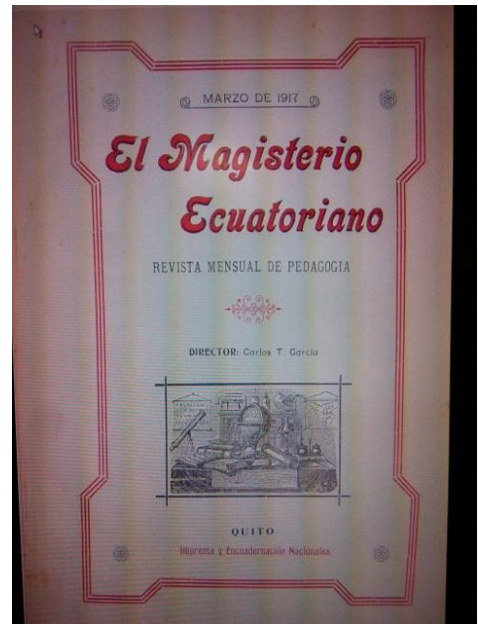 MARZO DE 1917
El Magisterio
Ecuatoriano
REVISTA MENSUAL DE PEDAGOGIA
DIRECTOR: Carlos T. García
QUITO
Imprenta y Encuadernación Nacionales